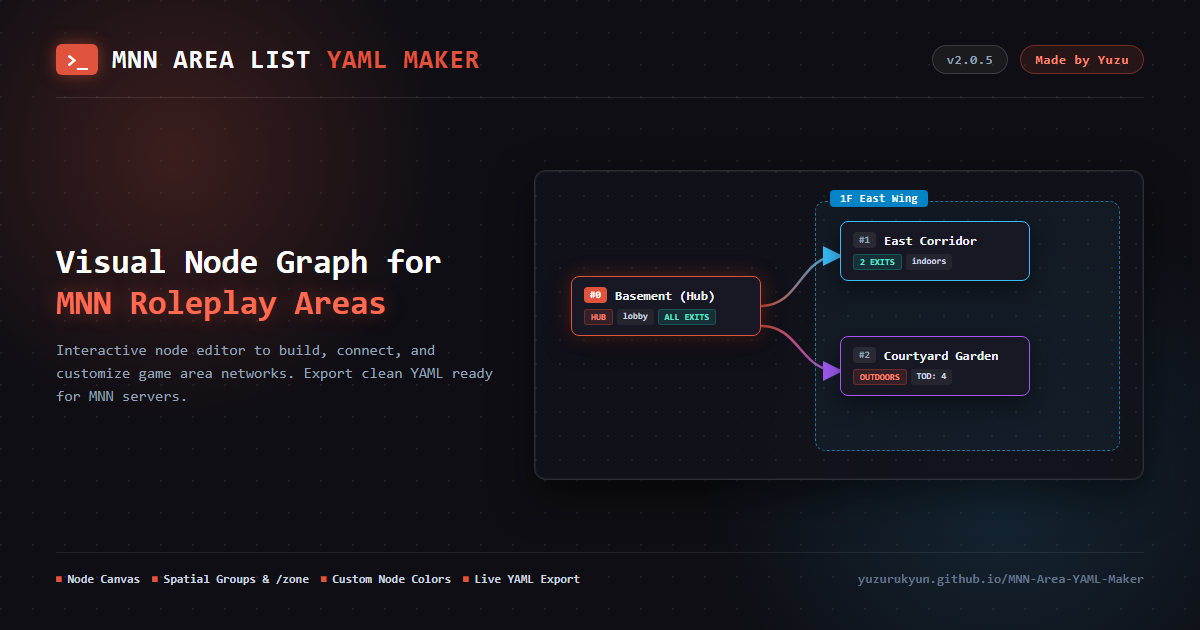 >_ MNN AREA LIST YAML MAKER
v2.0.5
Made by Yuzu
Visual Node Graph for
MNN Roleplay Areas
Interactive node editor to build, connect, and
customize game area networks. Export clean YAML ready
for MNN servers.
1F East Wing
#1 East Corridor
2 EXITS indoors
#0 Basement (Hub)
HUB lobby ALL EXITS
#2 Courtyard Garden
OUTDOORS TOD: 4
Node Canvas Spatial Groups & /zone Custom Node Colors Live YAML Export
yuzurukyun.github.io/MNN-Area-YAML-Maker